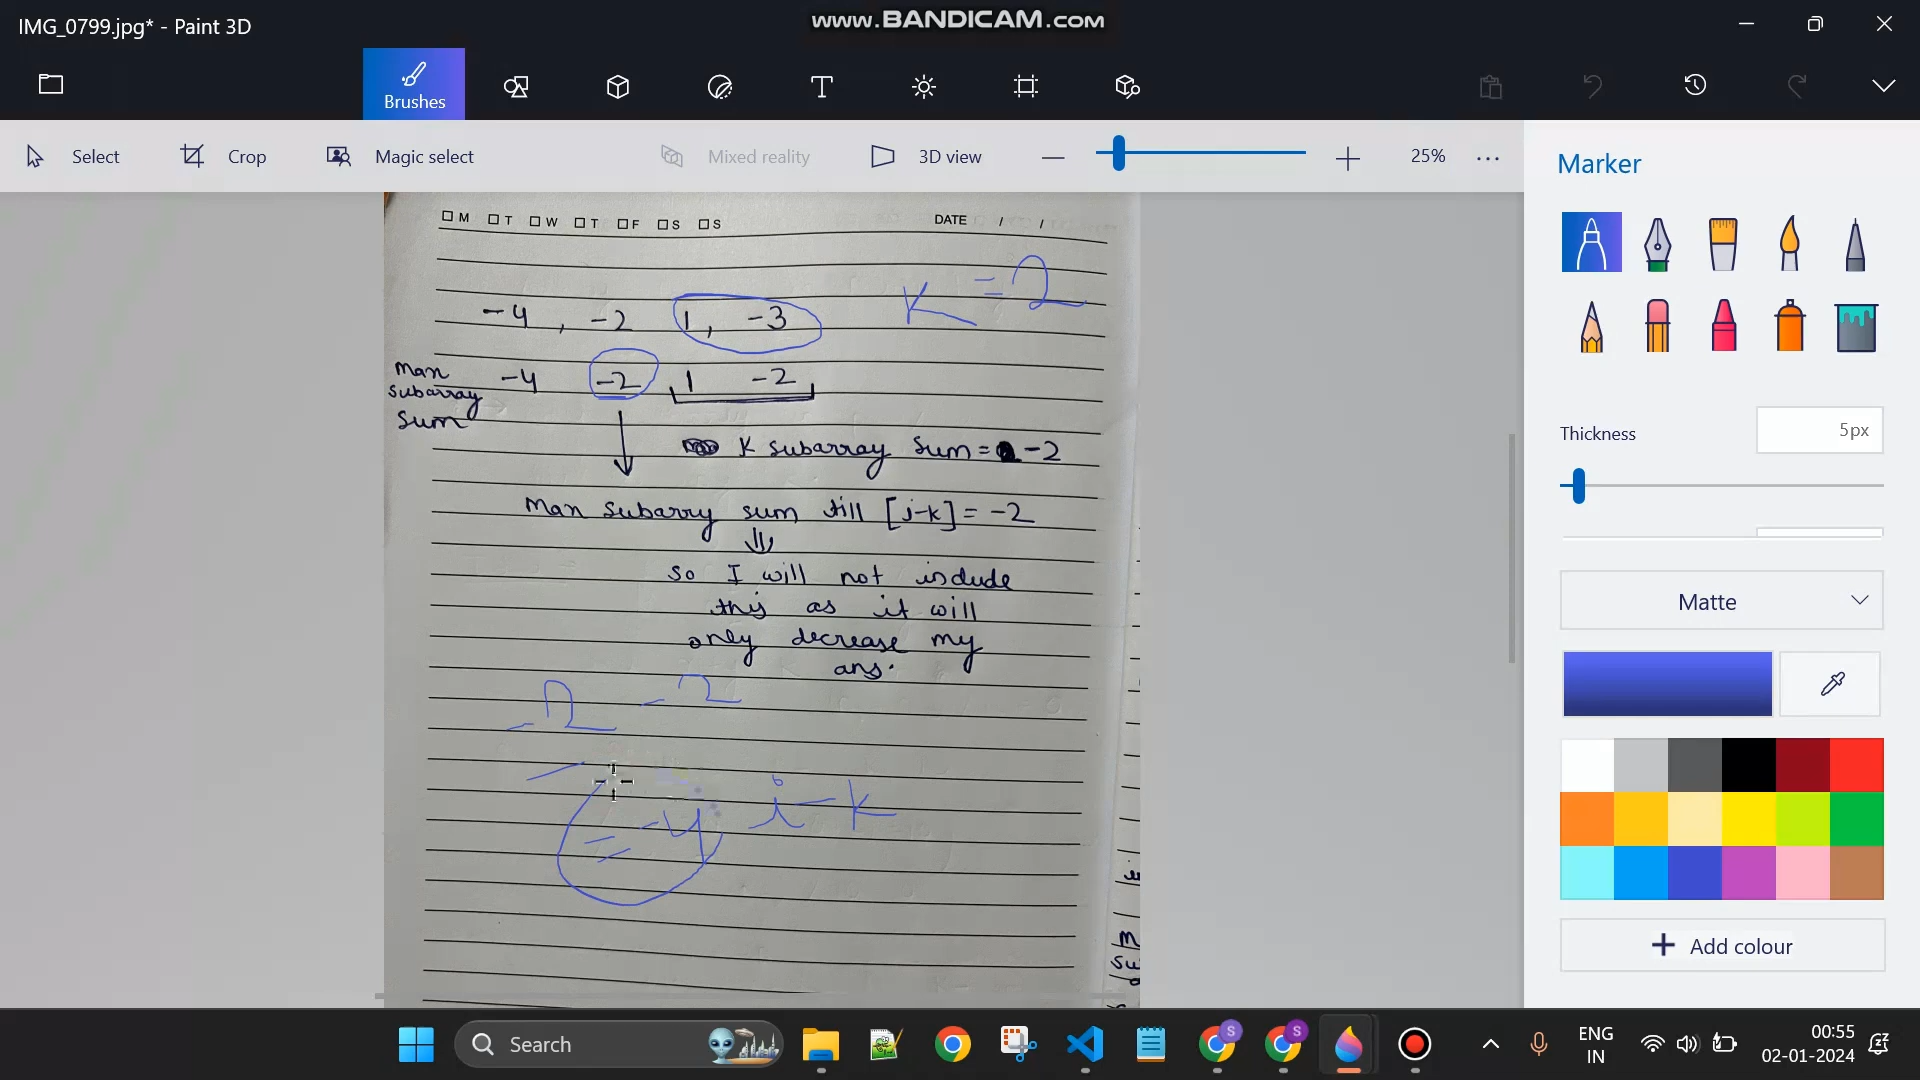 IMG_0799.jpg* - Paint 3D
WWW.BANDICAM.COM
Brushes
Select
Crop
Magic select
Mixed reality
3D view
25%
Marker
Thickness
5px
Matte
Add colour
M T W T F S S
DATE / /
K = 2
-4 , -2 1 , -3
Max subarray sum
-4 -2 1 -2
K subarray sum = -2
Max subarry sum till [i-k] = -2
so I will not include
this as it will
only decrease my
ans.
-2 -2
= -4 i-k
Search
ENG
IN
00:55
02-01-2024
S
S